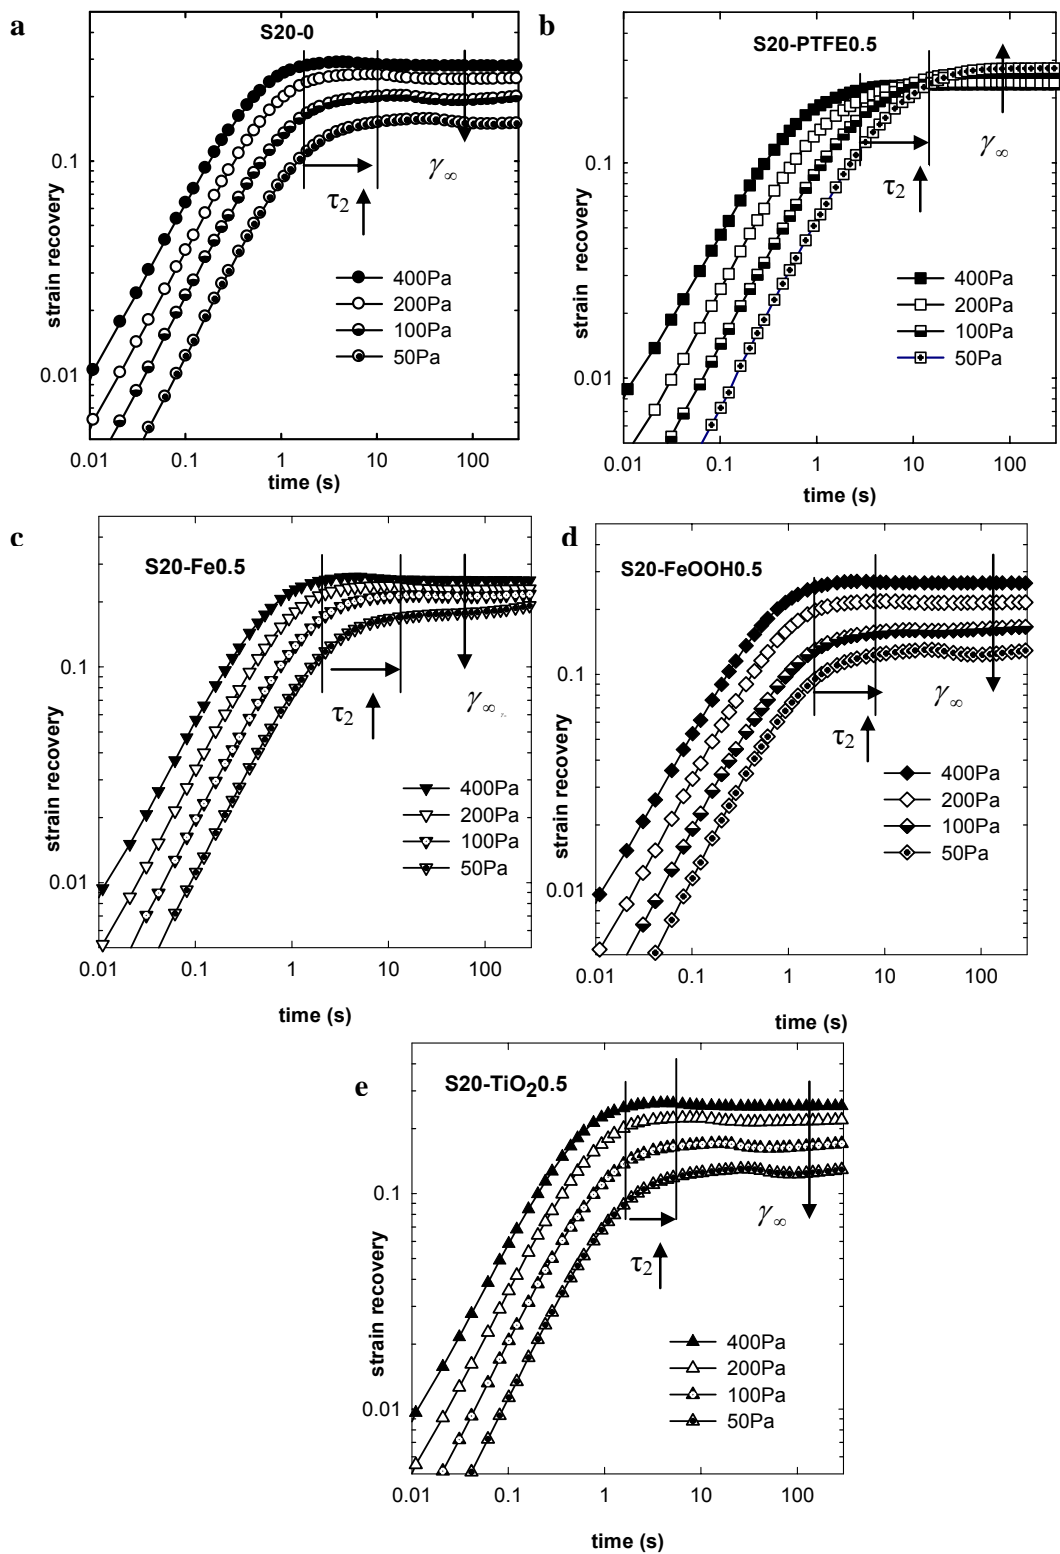 a
S20-0
0.1
0.01
strain recovery
γ∞
τ2
400Pa
200Pa
100Pa
50Pa
0.01 0.1 1 10 100
time (s)
b
S20-PTFE0.5
0.1
0.01
strain recovery
γ∞
τ2
400Pa
200Pa
100Pa
50Pa
0.01 0.1 1 10 100
time (s)
c
S20-Fe0.5
0.1
0.01
strain recovery
τ2
γ∞
400Pa
200Pa
100Pa
50Pa
0.01 0.1 1 10 100
time (s)
d
S20-FeOOH0.5
0.1
0.01
strain recovery
γ∞
τ2
400Pa
200Pa
100Pa
50Pa
0.01 0.1 1 10 100
time (s)
e
S20-TiO20.5
0.1
0.01
strain recovery
γ∞
τ2
400Pa
200Pa
100Pa
50Pa
0.01 0.1 1 10 100
time (s)